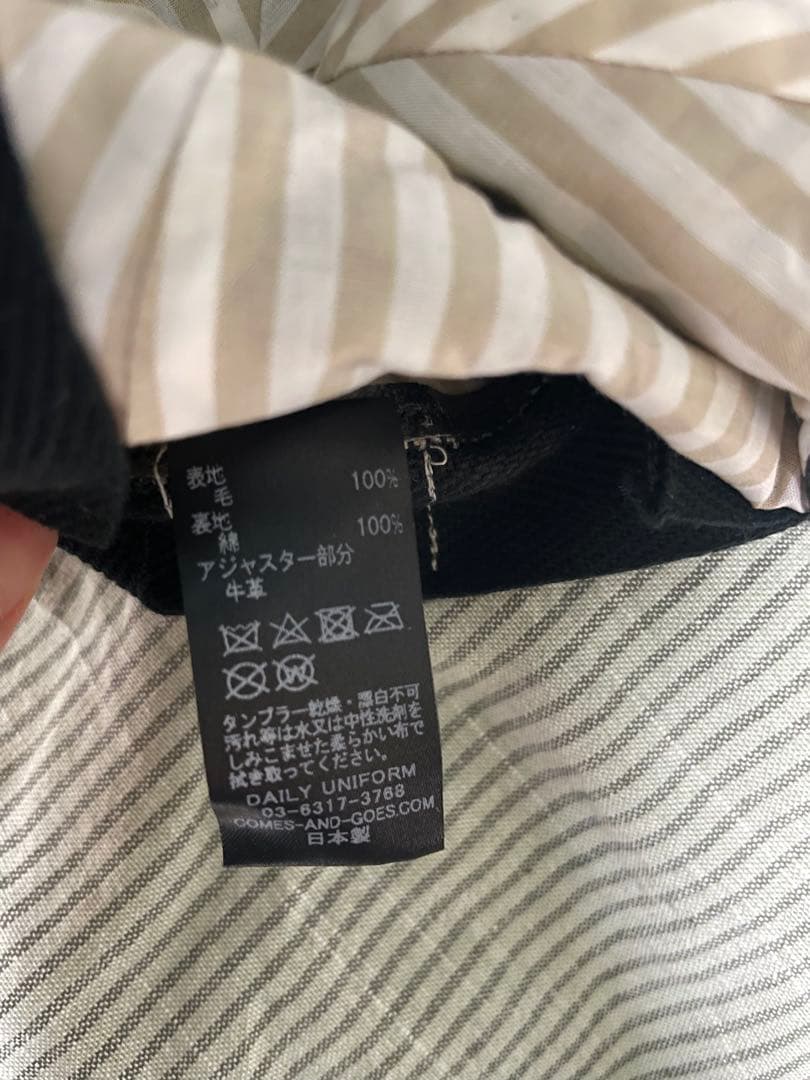 表地
毛 100%
裏地
綿 100%
アジャスター部分
牛革
W
タンブラー乾燥・漂白不可
汚れ等は水又は中性洗剤を
しみこませた柔らかい布で
拭き取ってください。
DAILY UNIFORM
03-6317-3768
COMES-AND-GOES.COM
日本製